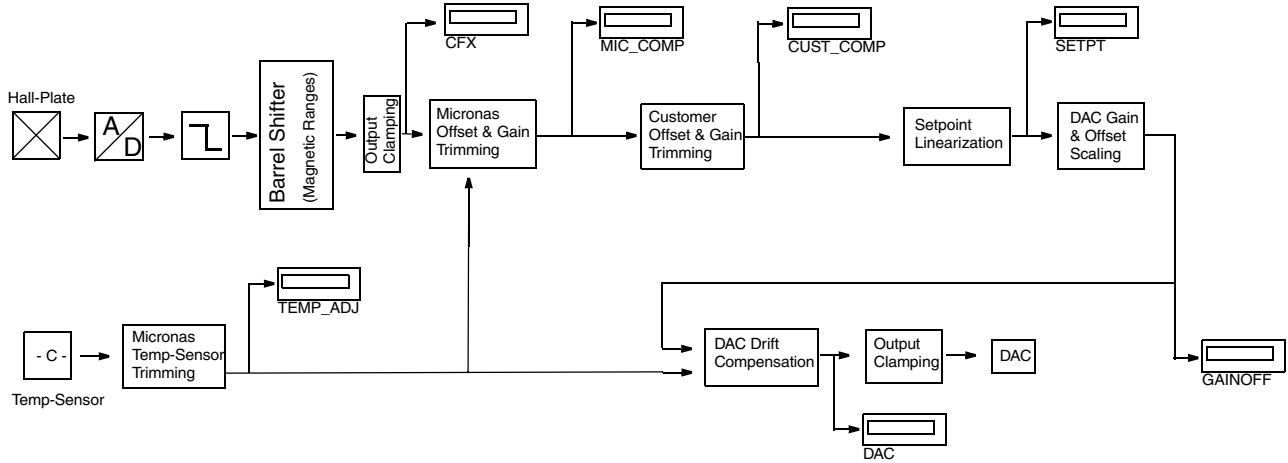 CFX
MIC_COMP
CUST_COMP
SETPT
Hall-Plate
A
D
Barrel Shifter
(Magnetic Ranges)
Output
Clamping
Micronas
Offset & Gain
Trimming
Customer
Offset & Gain
Trimming
Setpoint
Linearization
DAC Gain
& Offset
Scaling
TEMP_ADJ
- C -
Temp-Sensor
Micronas
Temp-Sensor
Trimming
DAC Drift
Compensation
Output
Clamping
DAC
GAINOFF
DAC